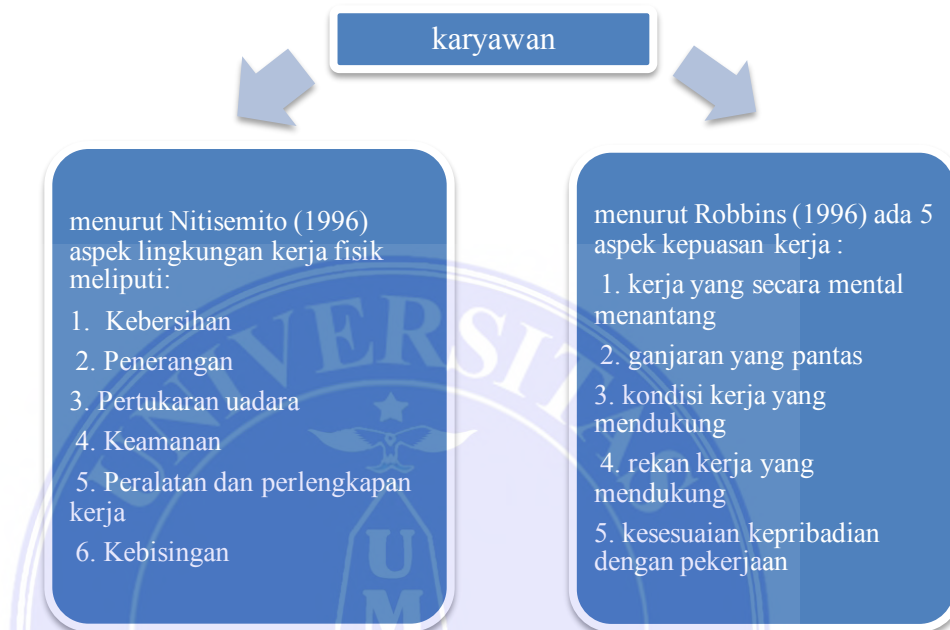 karyawan
menurut Nitisemito (1996)
aspek lingkungan kerja fisik
meliputi:
1. Kebersihan
2. Penerangan
3. Pertukaran uadara
4. Keamanan
5. Peralatan dan perlengkapan
kerja
6. Kebisingan
menurut Robbins (1996) ada 5
aspek kepuasan kerja :
1. kerja yang secara mental
menantang
2. ganjaran yang pantas
3. kondisi kerja yang
mendukung
4. rekan kerja yang
mendukung
5. kesesuaian kepribadian
dengan pekerjaan
UNIVERSITAS
U
M